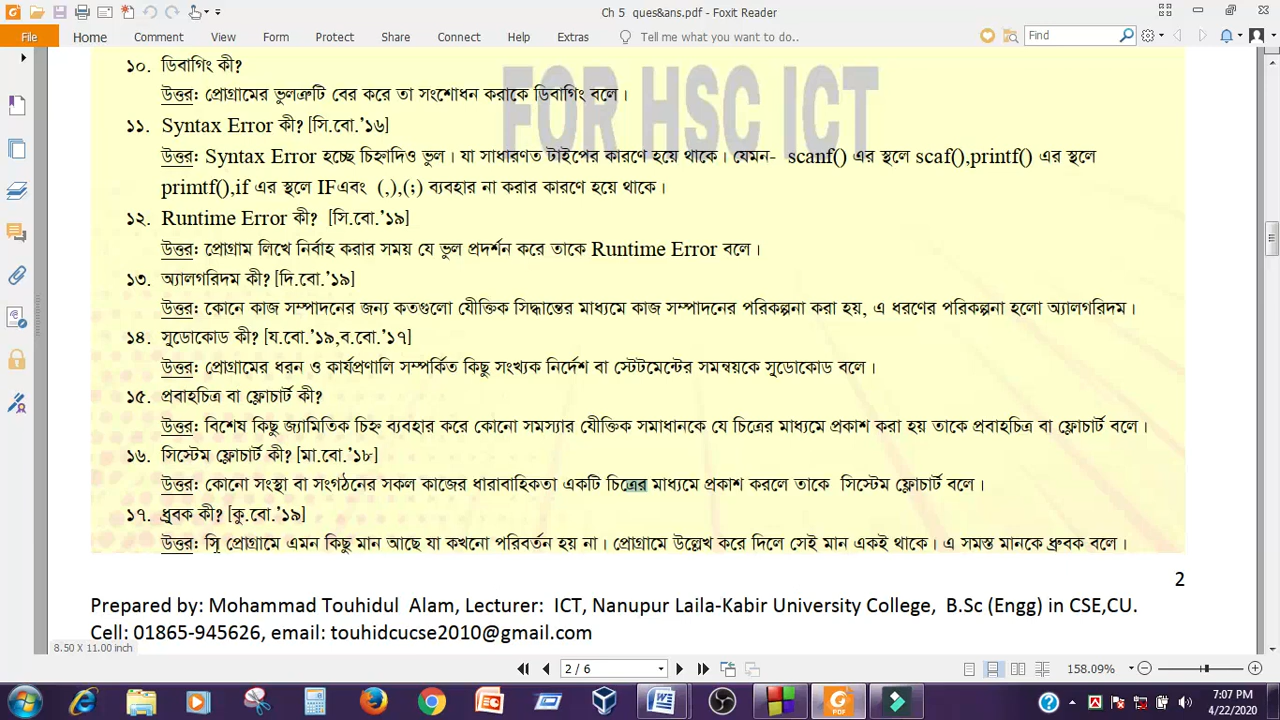 Ch 5 ques&ans.pdf - Foxit Reader
File Home Comment View Form Protect Share Connect Help Extras Tell me what you want to do... Find
FOR HSC ICT
১০. ডিবাগিং কী?
উত্তর: প্রোগ্রামের ভুলত্রুটি বের করে তা সংশোধন করাকে ডিবাগিং বলে।
১১. Syntax Error কী? [সি.বো.’১৬]
উত্তর: Syntax Error হচ্ছে চিহ্নাদিও ভুল। যা সাধারণত টাইপের কারণে হয়ে থাকে। যেমন- scanf() এর স্থলে scaf(),printf() এর স্থলে
primtf(),if এর স্থলে IFএবং (,),(;) ব্যবহার না করার কারণে হয়ে থাকে।
১২. Runtime Error কী? [সি.বো.’১৯]
উত্তর: প্রোগ্রাম লিখে নির্বাহ করার সময় যে ভুল প্রদর্শন করে তাকে Runtime Error বলে।
১৩. অ্যালগরিদম কী? [দি.বো.’১৯]
উত্তর: কোনে কাজ সম্পাদনের জন্য কতগুলো যৌক্তিক সিদ্ধান্তের মাধ্যমে কাজ সম্পাদনের পরিকল্পনা করা হয়, এ ধরণের পরিকল্পনা হলো অ্যালগরিদম।
১৪. সূডোকোড কী? [য.বো.’১৯,ব.বো.’১৭]
উত্তর: প্রোগ্রামের ধরন ও কার্যপ্রণালি সম্পর্কিত কিছু সংখ্যক নির্দেশ বা স্টেটমেন্টের সমন্বয়কে সূডোকোড বলে।
১৫. প্রবাহচিত্র বা ফ্লোচার্ট কী?
উত্তর: বিশেষ কিছু জ্যামিতিক চিহ্ন ব্যবহার করে কোনো সমস্যার যৌক্তিক সমাধানকে যে চিত্রের মাধ্যমে প্রকাশ করা হয় তাকে প্রবাহচিত্র বা ফ্লোচার্ট বলে।
১৬. সিস্টেম ফ্লোচার্ট কী? [মা.বো.’১৮]
উত্তর: কোনো সংস্থা বা সংগঠনের সকল কাজের ধারাবাহিকতা একটি চিত্রের মাধ্যমে প্রকাশ করলে তাকে সিস্টেম ফ্লোচার্ট বলে।
১৭. ধ্রুবক কী? [কু.বো.’১৯]
উত্তর: সি প্রোগ্রামে এমন কিছু মান আছে যা কখনো পরিবর্তন হয় না। প্রোগ্রামে উল্লেখ করে দিলে সেই মান একই থাকে। এ সমস্ত মানকে ধ্রুবক বলে।
2
Prepared by: Mohammad Touhidul Alam, Lecturer: ICT, Nanupur Laila-Kabir University College, B.Sc (Engg) in CSE,CU.
Cell: 01865-945626, email: touhidcucse2010@gmail.com
8.50 x 11.00 inch
2 / 6 158.09%
7:07 PM
4/22/2020